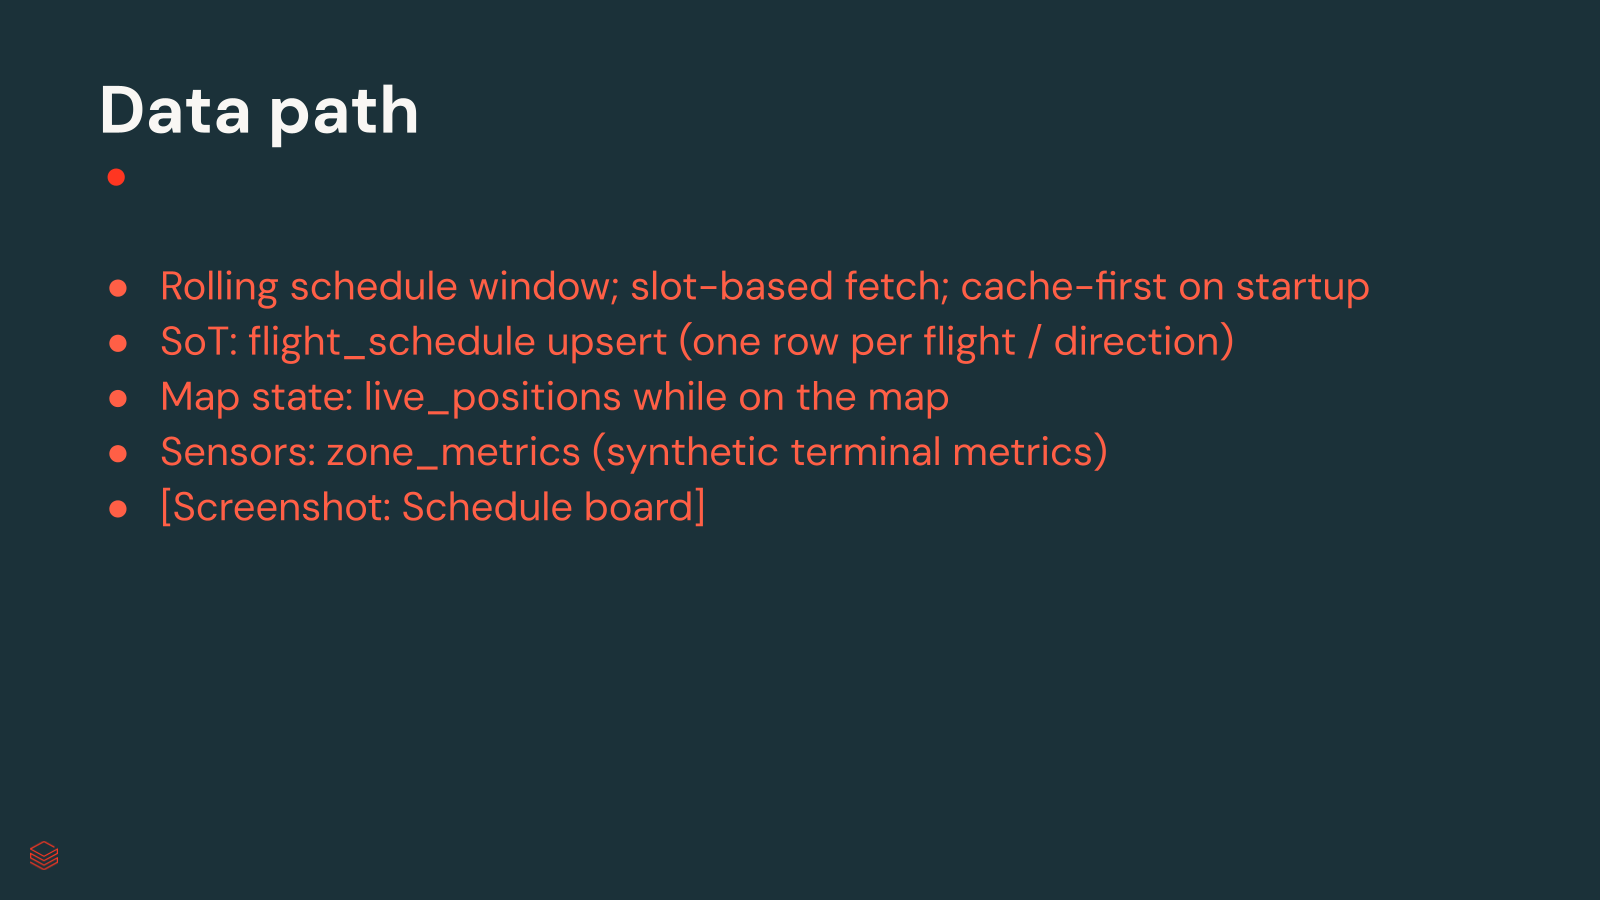 Data path
● 
● Rolling schedule window; slot-based fetch; cache-first on startup
● SoT: flight_schedule upsert (one row per flight / direction)
● Map state: live_positions while on the map
● Sensors: zone_metrics (synthetic terminal metrics)
● [Screenshot: Schedule board]